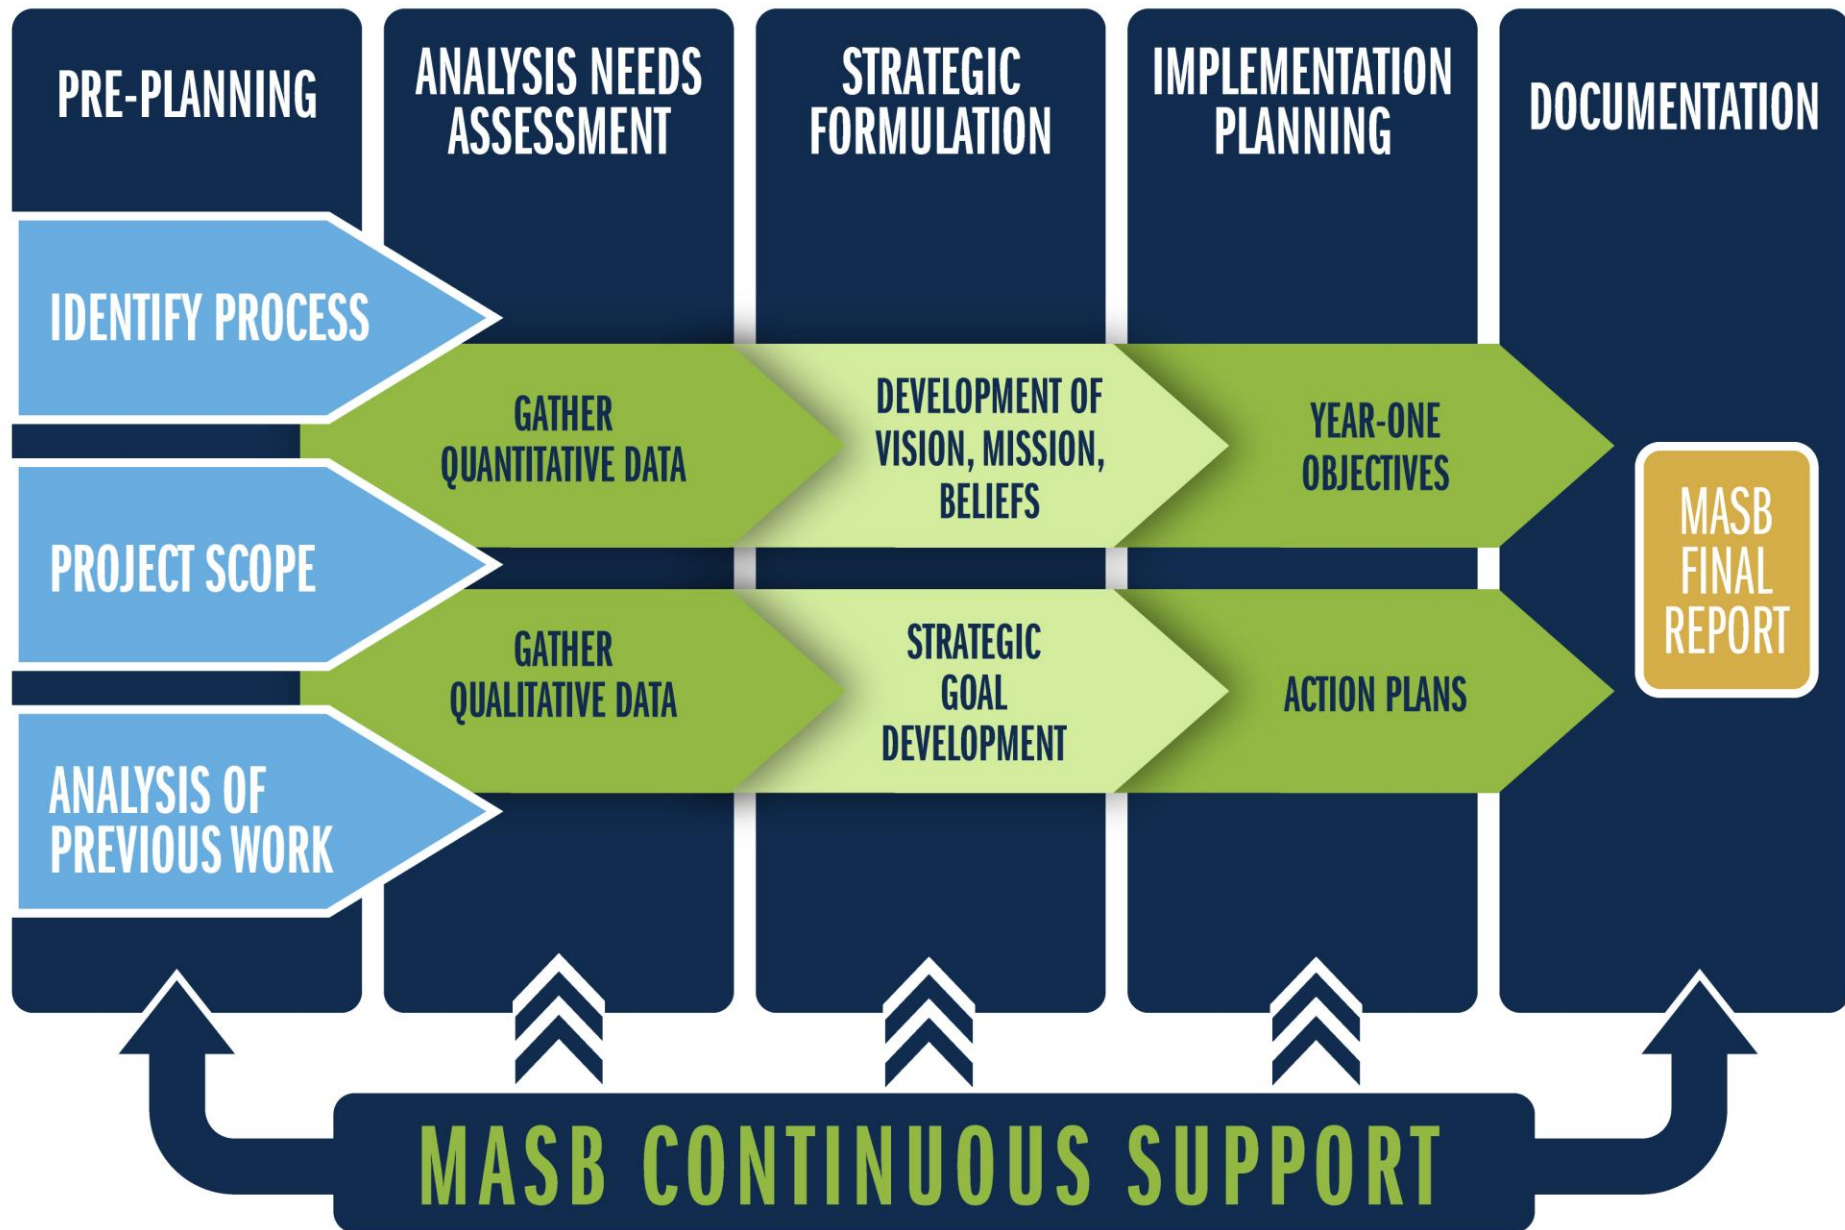 PRE-PLANNING
ANALYSIS NEEDS
ASSESSMENT
STRATEGIC
FORMULATION
IMPLEMENTATION
PLANNING
DOCUMENTATION
IDENTIFY PROCESS
PROJECT SCOPE
ANALYSIS OF
PREVIOUS WORK
GATHER
QUANTITATIVE DATA
DEVELOPMENT OF
VISION, MISSION,
BELIEFS
YEAR-ONE
OBJECTIVES
GATHER
QUALITATIVE DATA
STRATEGIC
GOAL
DEVELOPMENT
ACTION PLANS
MASB
FINAL
REPORT
MASB CONTINUOUS SUPPORT